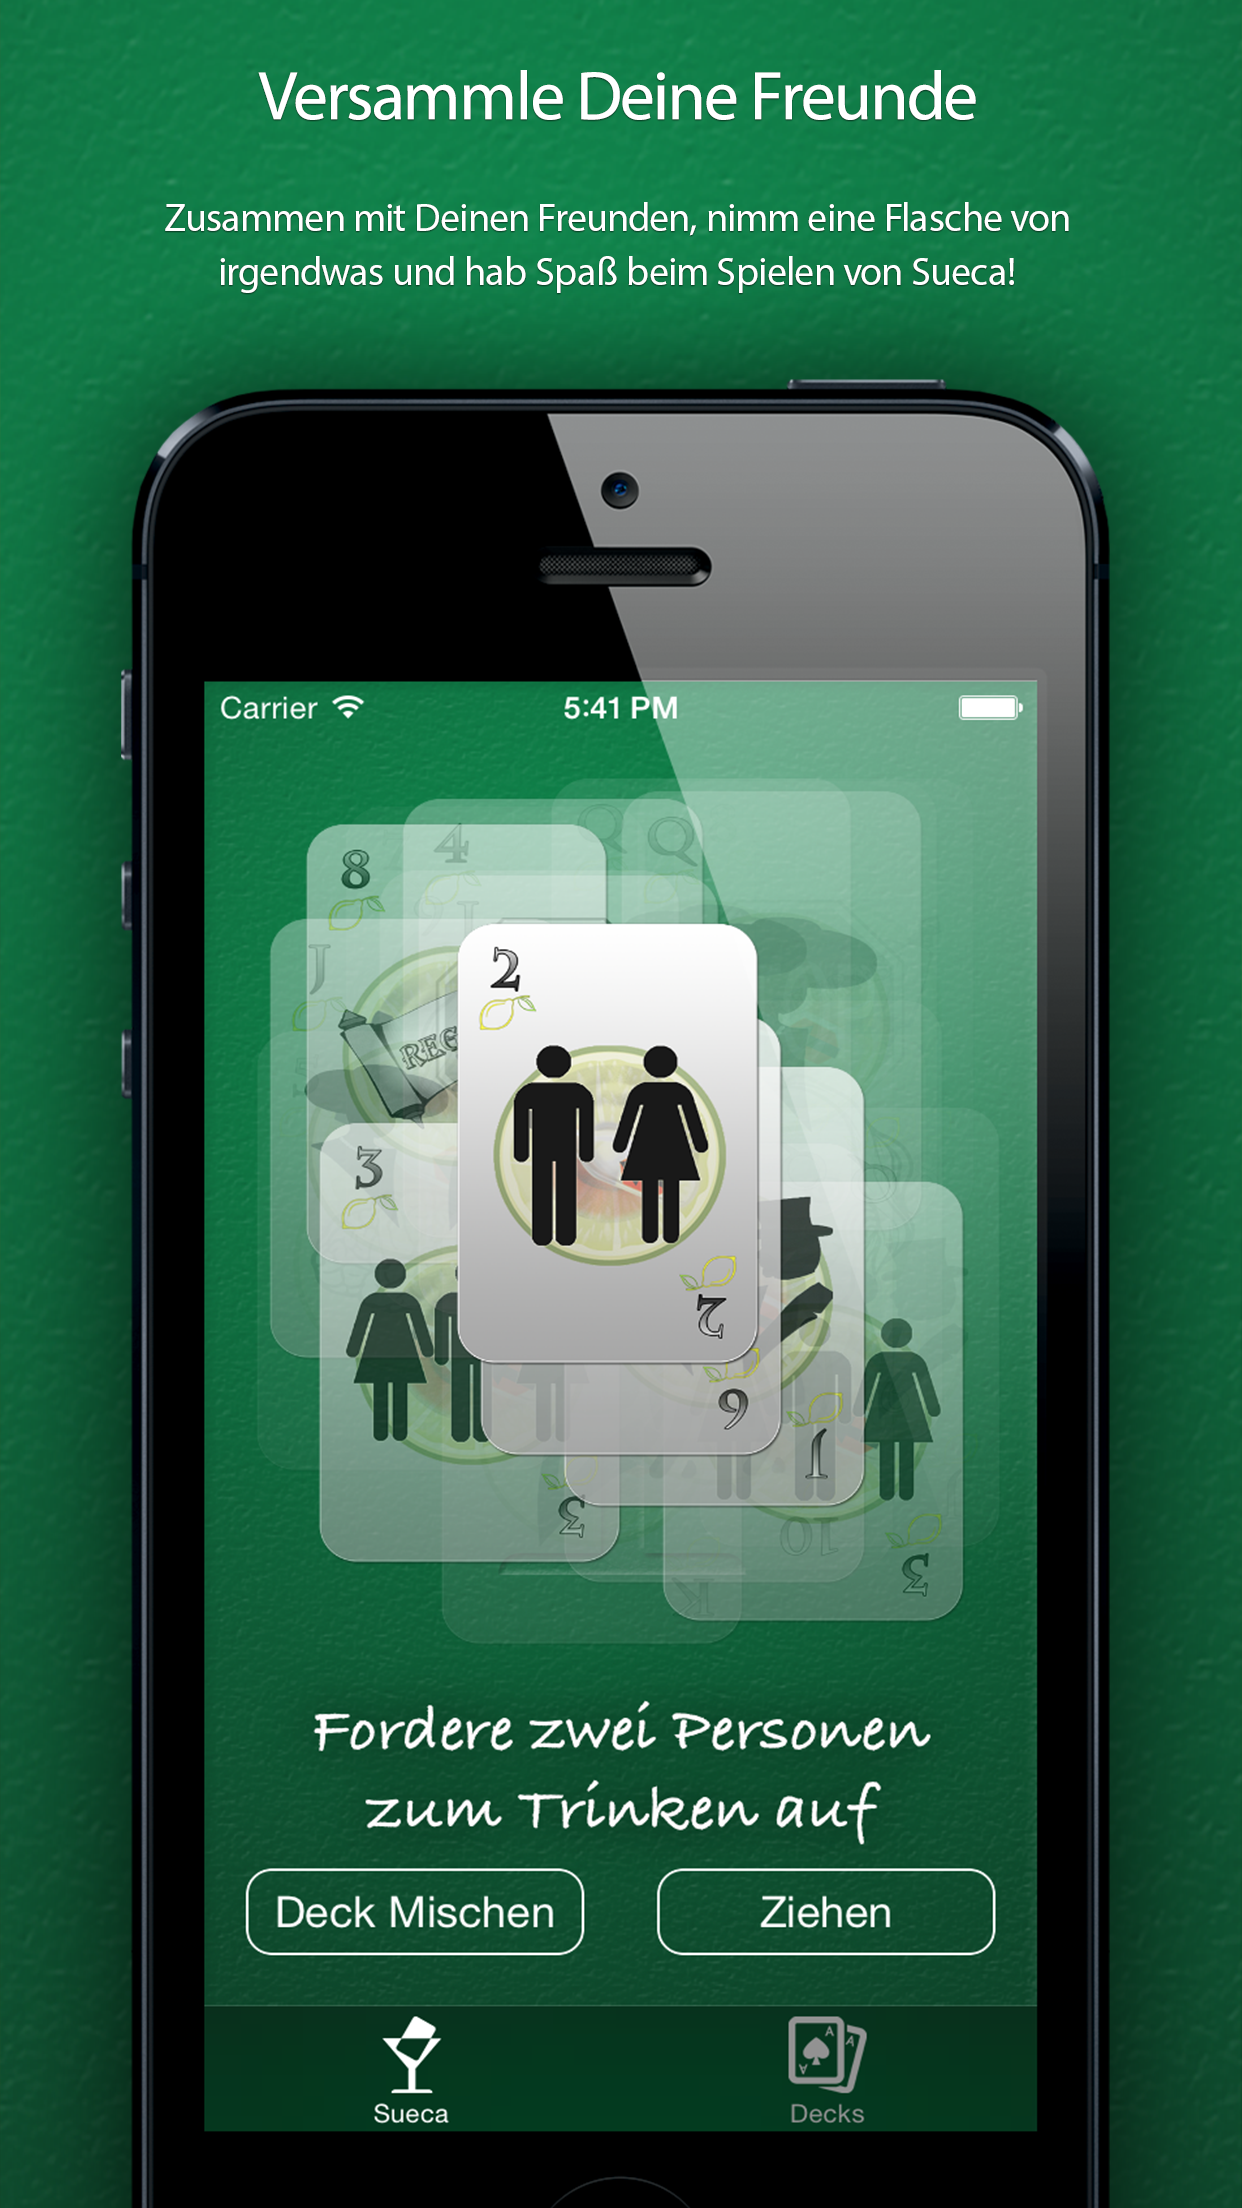 Versammle Deine Freunde
Zusammen mit Deinen Freunden, nimm eine Flasche von
irgendwas und hab Spaß beim Spielen von Sueca!
Carrier
5:41 PM
Q
Q
4
8
J
2
REG
3
2
6
1
3
10
3
K
Fordere zwei Personen
zum Trinken auf
Deck Mischen
Ziehen
A
A
A
Sueca
Decks